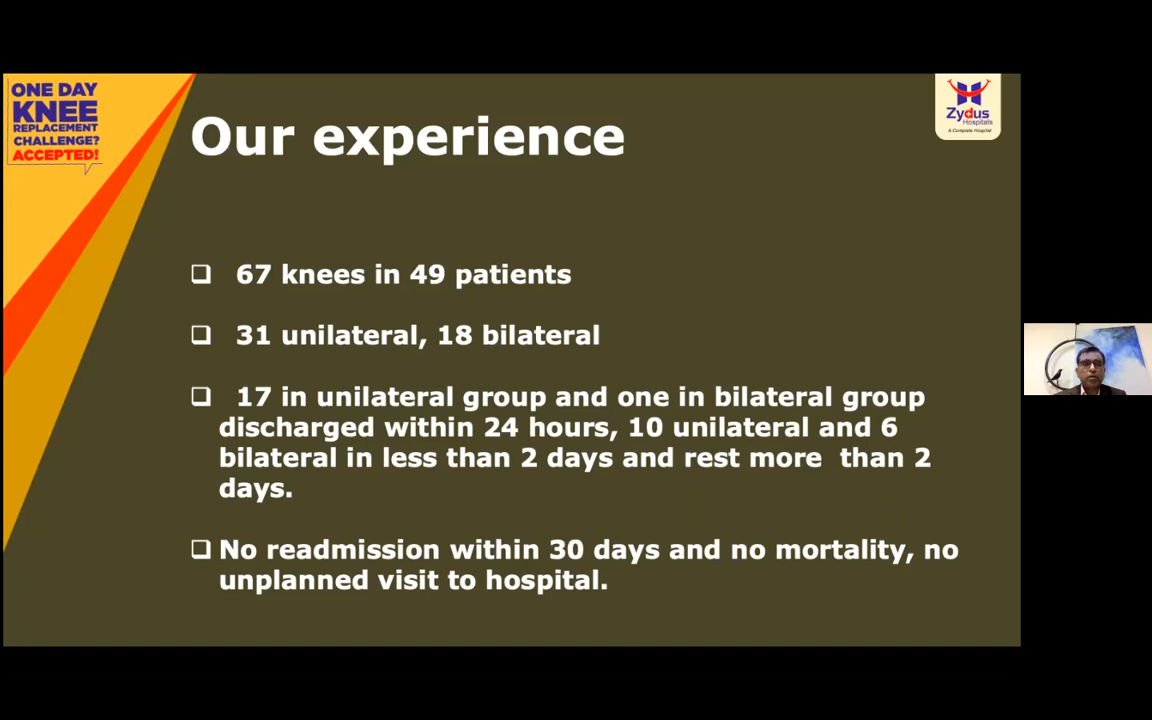 ONE DAY
KNEE
REPLACEMENT
CHALLENGE?
ACCEPTED!
Our experience
Zydus
Hospitals
A Complete Hospital
67 knees in 49 patients
31 unilateral, 18 bilateral
17 in unilateral group and one in bilateral group
discharged within 24 hours, 10 unilateral and 6
bilateral in less than 2 days and rest more than 2
days.
No readmission within 30 days and no mortality, no
unplanned visit to hospital.